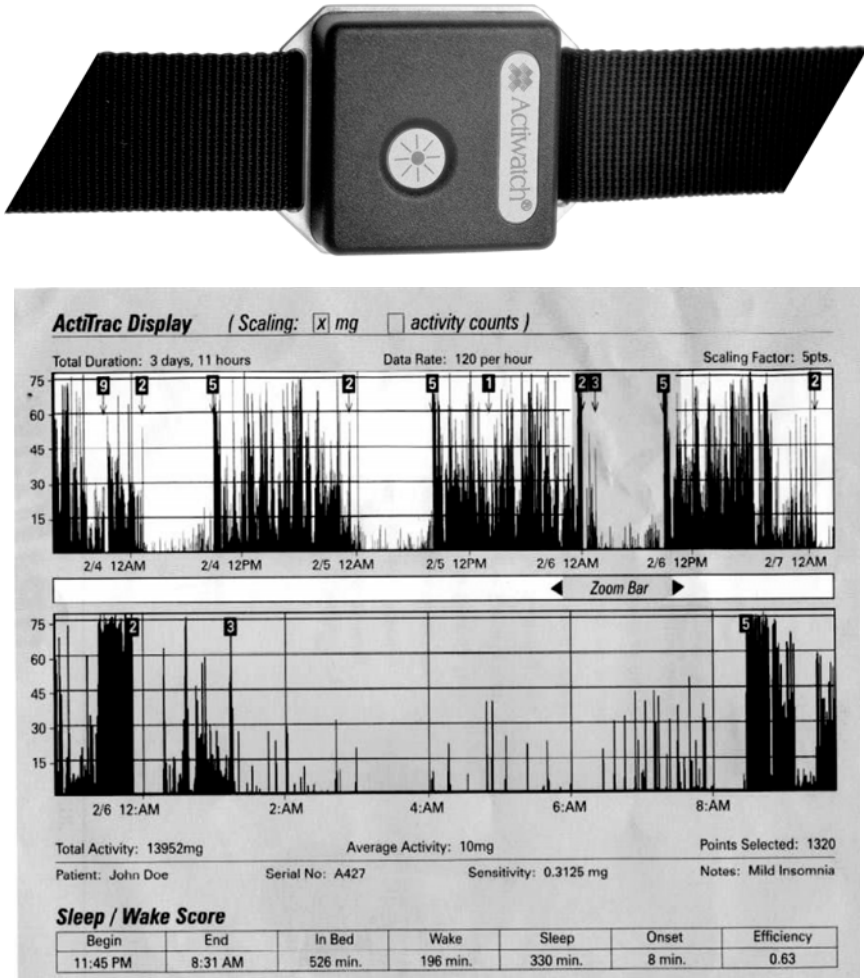 Actiwatch®
ActiTrac Display ( Scaling: [x] mg [ ] activity counts )
Total Duration: 3 days, 11 hours Data Rate: 120 per hour Scaling Factor: 5pts.
75 9 2 5 2 5 1 2 3 5 2
60
45
30
15
2/4 12AM 2/4 12PM 2/5 12AM 2/5 12PM 2/6 12AM 2/6 12PM 2/7 12AM
Zoom Bar
75 2 3 5
60
45
30
15
2/6 12:AM 2:AM 4:AM 6:AM 8:AM
Total Activity: 13952mg Average Activity: 10mg Points Selected: 1320
Patient: John Doe Serial No: A427 Sensitivity: 0.3125 mg Notes: Mild Insomnia
Sleep / Wake Score
Begin End In Bed Wake Sleep Onset Efficiency
11:45 PM 8:31 AM 526 min. 196 min. 330 min. 8 min. 0.63